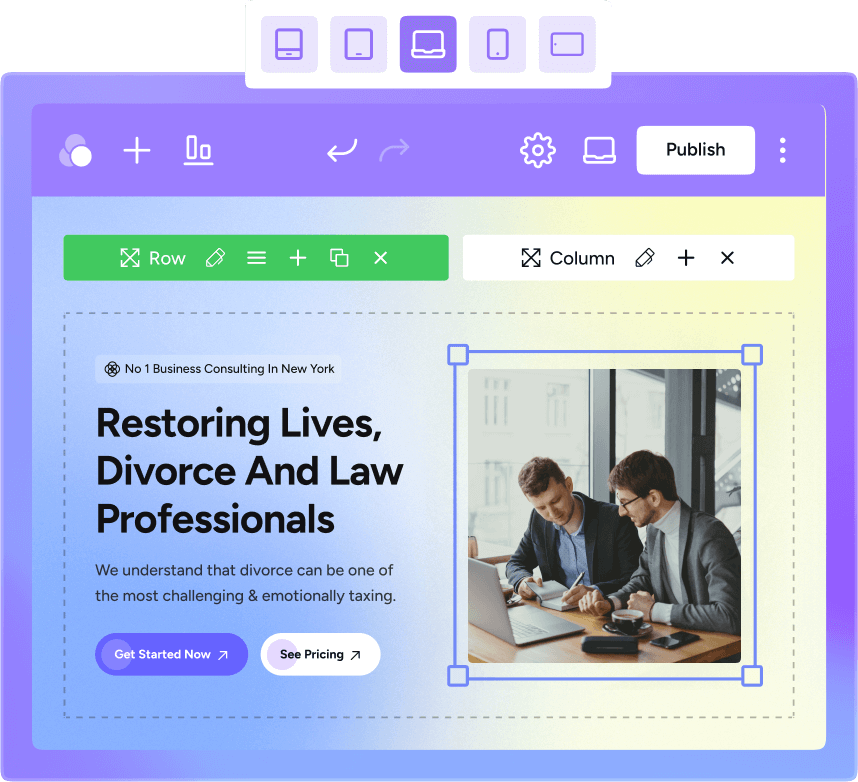 Publish
Row
Column
No 1 Business Consulting In New York
Restoring Lives,
Divorce And Law
Professionals
We understand that divorce can be one of
the most challenging & emotionally taxing.
Get Started Now
See Pricing